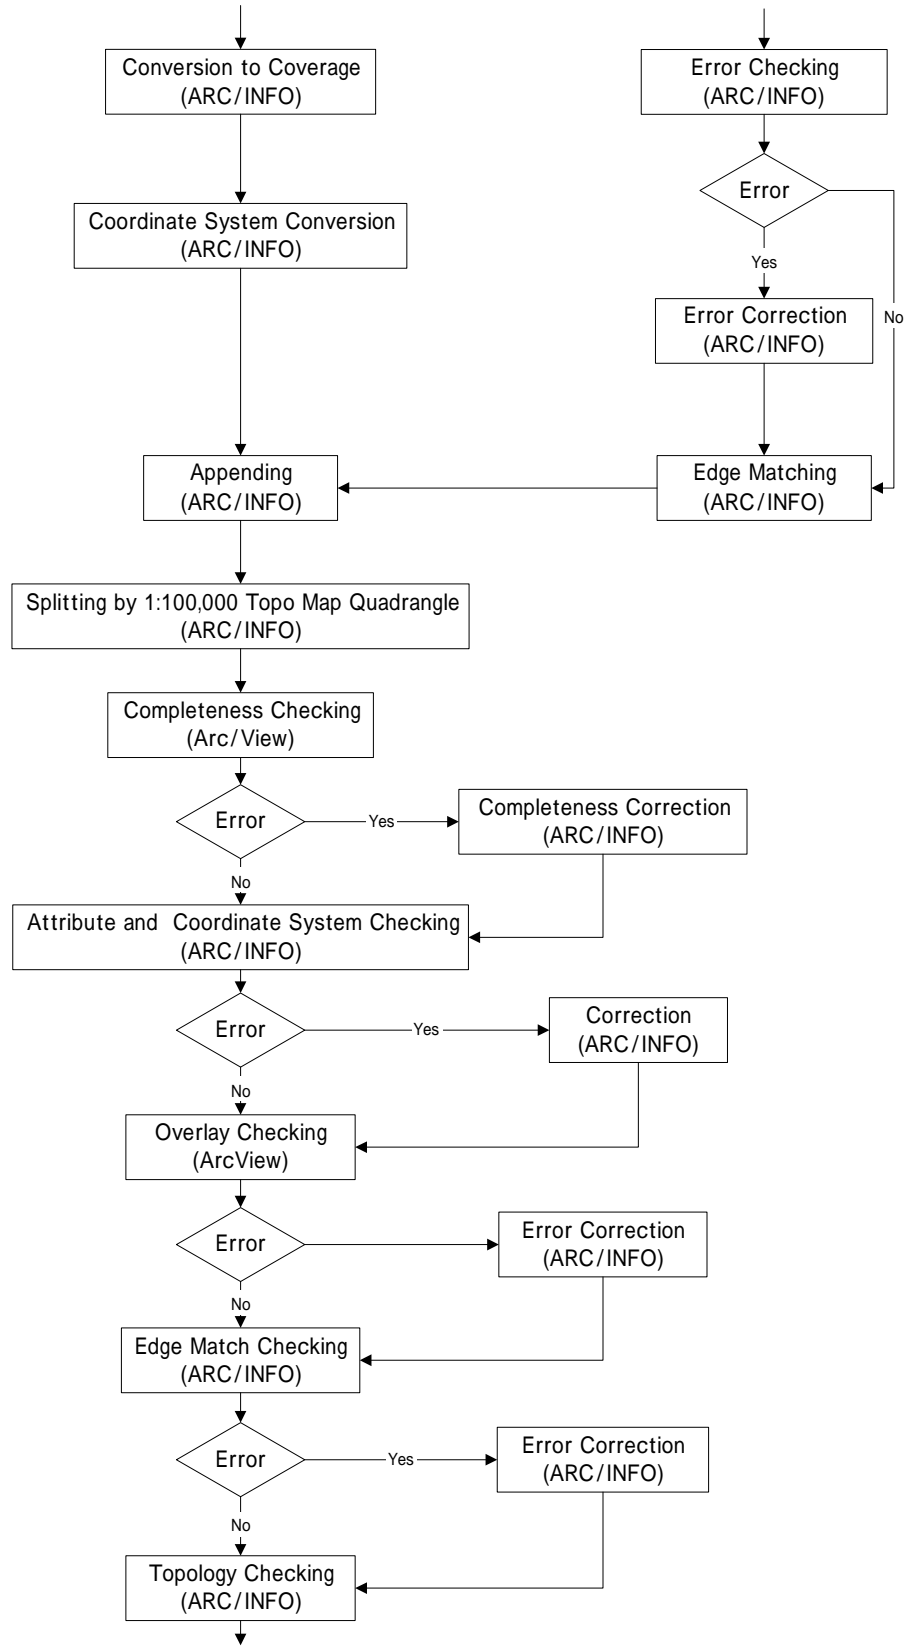 Conversion to Coverage
(ARC/INFO)
Error Checking
(ARC/INFO)
Error
Coordinate System Conversion
(ARC/INFO)
Yes
Error Correction
(ARC/INFO)
No
Appending
(ARC/INFO)
Edge Matching
(ARC/INFO)
Splitting by 1:100,000 Topo Map Quadrangle
(ARC/INFO)
Completeness Checking
(Arc/View)
Error
Yes
Completeness Correction
(ARC/INFO)
No
Attribute and Coordinate System Checking
(ARC/INFO)
Error
Yes
Correction
(ARC/INFO)
No
Overlay Checking
(ArcView)
Error
Error Correction
(ARC/INFO)
No
Edge Match Checking
(ARC/INFO)
Error
Yes
Error Correction
(ARC/INFO)
No
Topology Checking
(ARC/INFO)